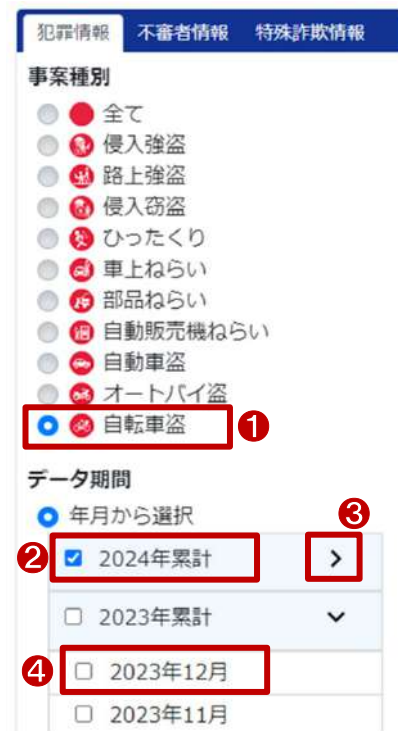 犯罪情報 不審者情報 特殊詐欺情報
事案種別
全て
侵入強盗
路上強盗
侵入窃盗
ひったくり
車上ねらい
部品ねらい
自動販売機ねらい
自動車盗
オートバイ盗
自転車盗 1
データ期間
年月から選択 3
2 2024年累計
2023年累計
4 2023年12月
2023年11月